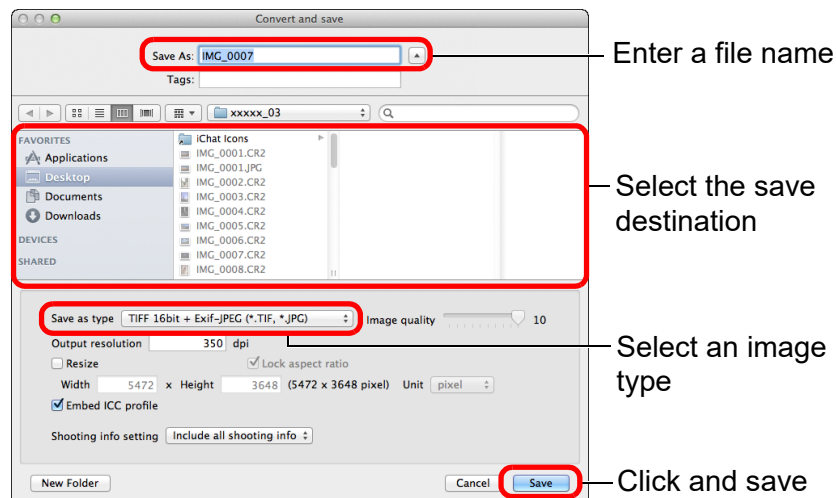 Convert and save
Save As: IMG_0007
Enter a file name
Tags:
xxxxx_03
FAVORITES
Applications
Desktop
Documents
Downloads
DEVICES
SHARED
iChat Icons
IMG_0001.CR2
IMG_0001.JPG
IMG_0002.CR2
IMG_0003.CR2
IMG_0004.CR2
IMG_0005.CR2
IMG_0006.CR2
IMG_0007.CR2
IMG_0008.CR2
Select the save
destination
Save as type TIFF 16bit + Exif-JPEG (*.TIF, *.JPG) Image quality 10
Output resolution 350 dpi
Resize Lock aspect ratio
Width 5472 x Height 3648 (5472 x 3648 pixel) Unit pixel
Embed ICC profile
Shooting info setting Include all shooting info
Select an image
type
New Folder Cancel Save
Click and save